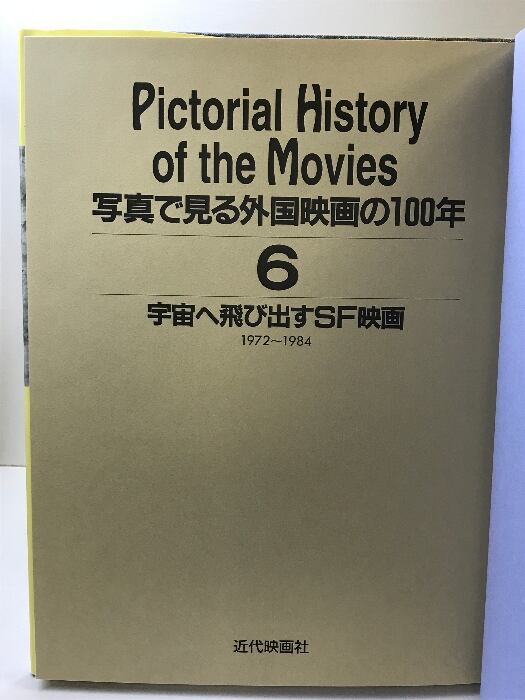 Pictorial History
of the Movies
写真で見る外国映画の100年
6
宇宙へ飛び出すSF映画
1972～1984
近代映画社